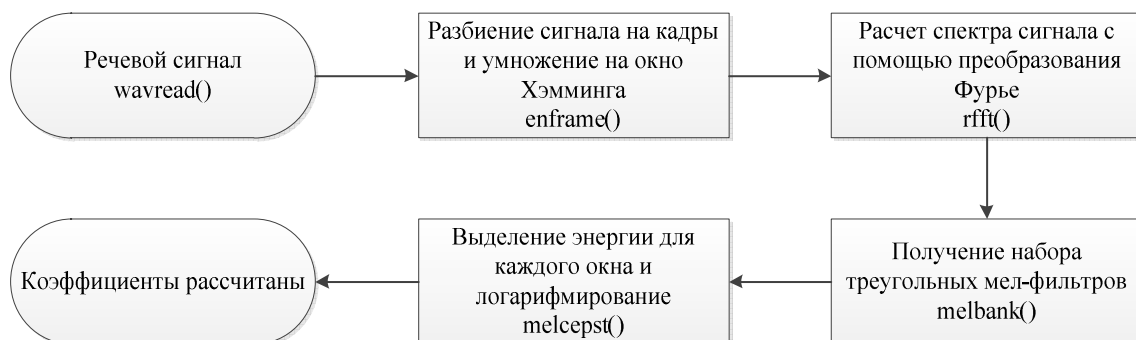 Речевой сигнал
wavread()
Разбиение сигнала на кадры
и умножение на окно
Хэмминга
enframe()
Расчет спектра сигнала с
помощью преобразования
Фурье
rfft()
Получение набора
треугольных мел-фильтров
melbank()
Выделение энергии для
каждого окна и
логарифмирование
melcepst()
Коэффициенты рассчитаны